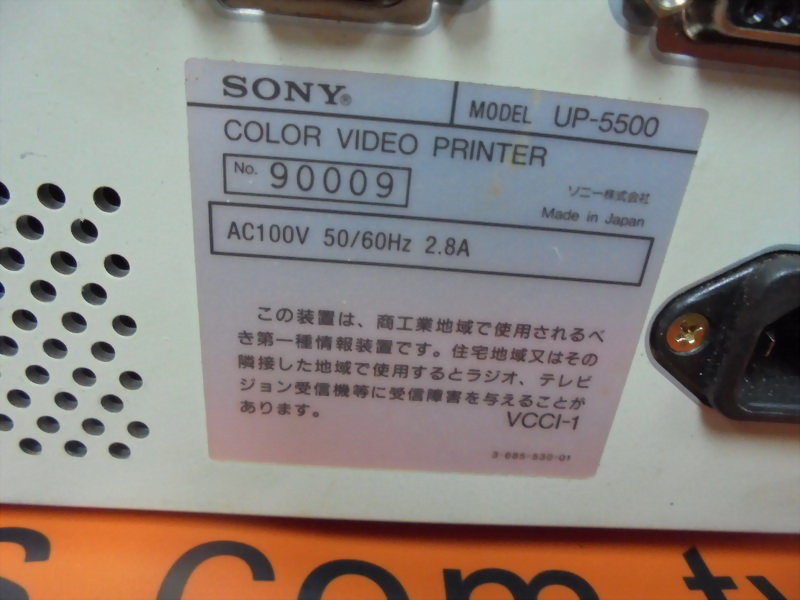 SONY®
MODEL UP-5500
COLOR VIDEO PRINTER
No. 90009
ソニー株式会社
Made in Japan
AC100V 50/60Hz 2.8A
この装置は、商工業地域で使用されるべ
き第一種情報装置です。住宅地域又はその
隣接した地域で使用するとラジオ、テレビ
ジョン受信機等に受信障害を与えることが
あります。
VCCI-1
3-685-830-01
s.com.tw